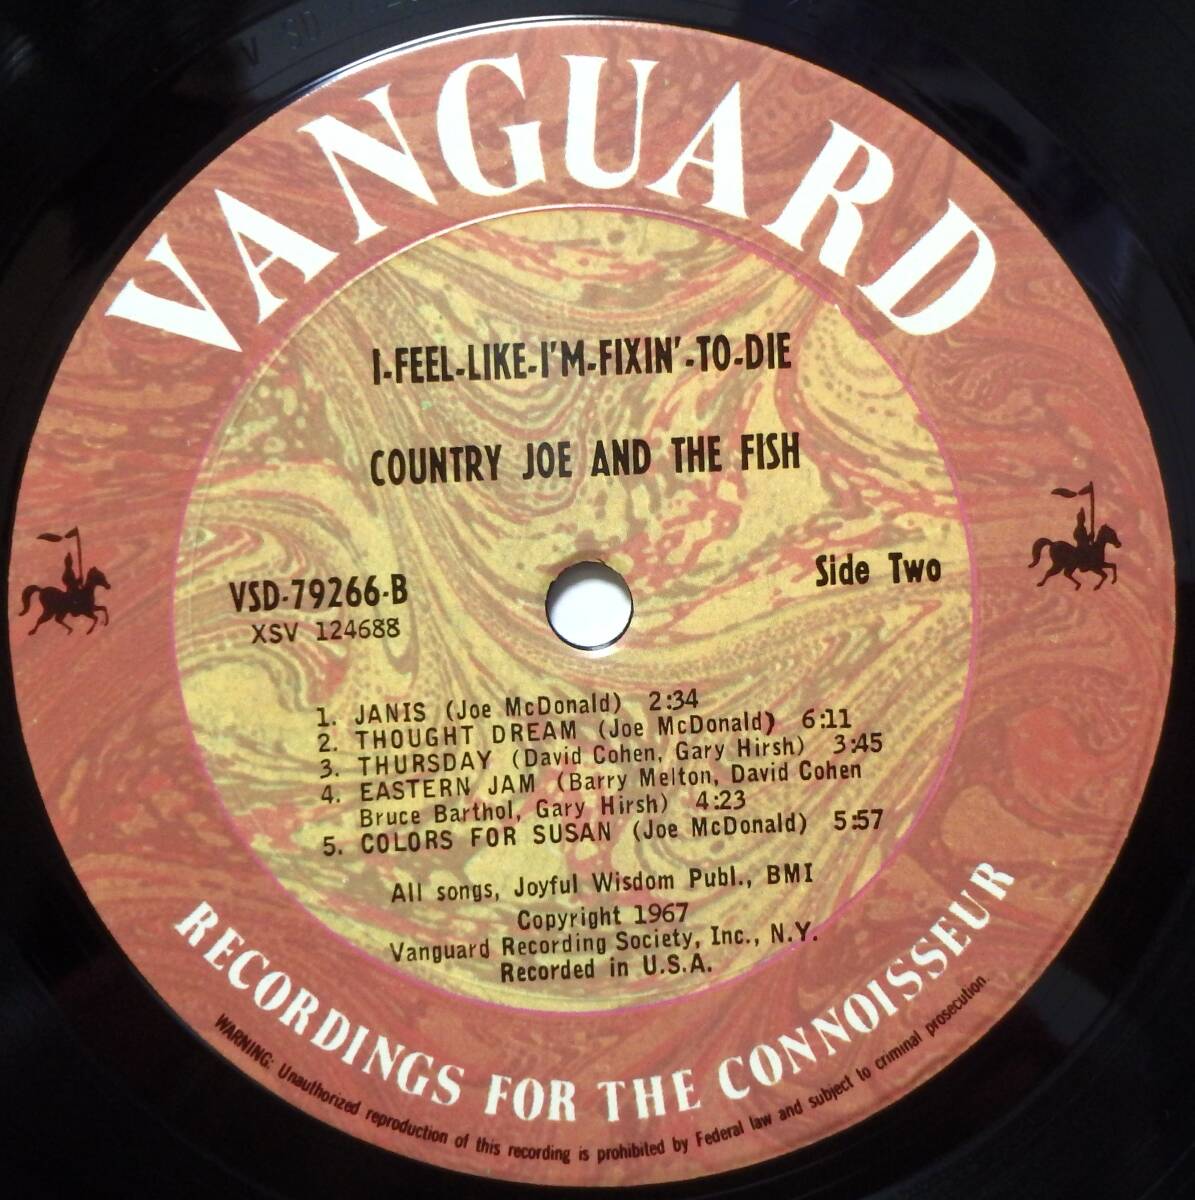 VANGUARD
I-FEEL-LIKE-I'M-FIXIN'-TO-DIE
COUNTRY JOE AND THE FISH
Side Two
VSD-79266-B
XSV 124688
1. JANIS (Joe McDonald) 2:34
2. THOUGHT DREAM (Joe McDonald) 6:11
3. THURSDAY (David Cohen, Gary Hirsh) 3:45
4. EASTERN JAM (Barry Melton, David Cohen
Bruce Barthol, Gary Hirsh) 4:23
5. COLORS FOR SUSAN (Joe McDonald) 5:57
All songs, Joyful Wisdom Publ., BMI
Copyright 1967
Vanguard Recording Society, Inc., N.Y.
Recorded in U.S.A.
RECORDINGS FOR THE CONNOISSEUR
WARNING: Unauthorized reproduction of this recording is prohibited by Federal law and subject to criminal prosecution.